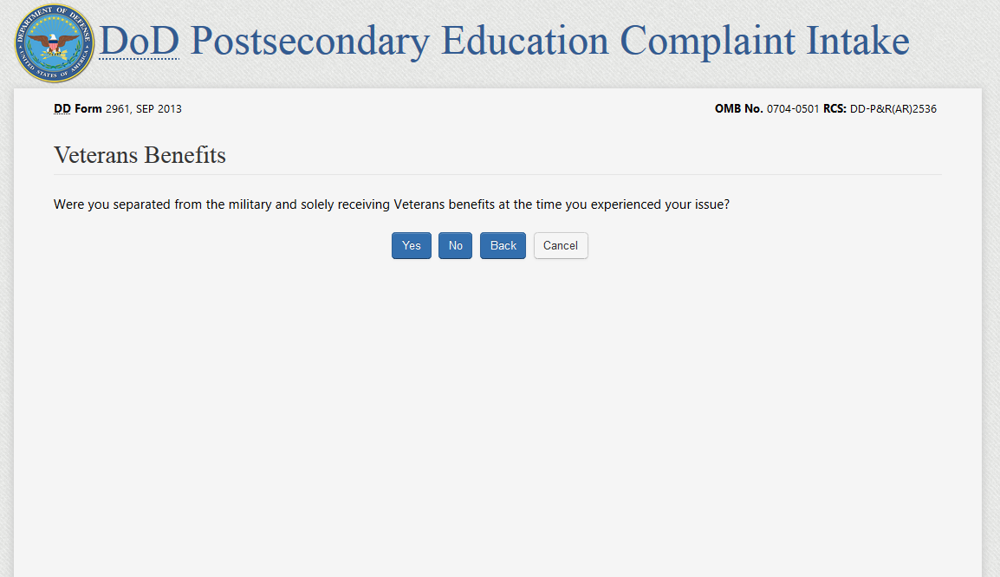 DEPARTMENT OF DEFENSE
UNITED STATES OF AMERICA
DoD Postsecondary Education Complaint Intake
DD Form 2961, SEP 2013
OMB No. 0704-0501 RCS: DD-P&R(AR)2536
Veterans Benefits
Were you separated from the military and solely receiving Veterans benefits at the time you experienced your issue?
Yes No Back Cancel